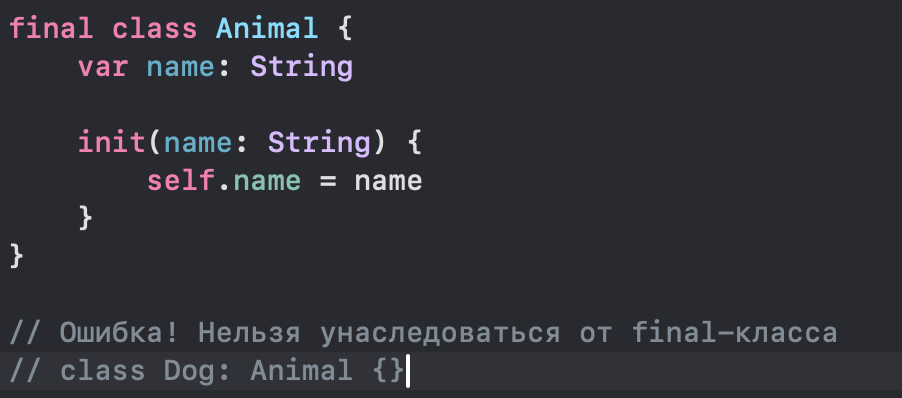 final class Animal {
    var name: String

    init(name: String) {
        self.name = name
    }
}

// Ошибка! Нельзя унаследоваться от final-класса
// class Dog: Animal {}